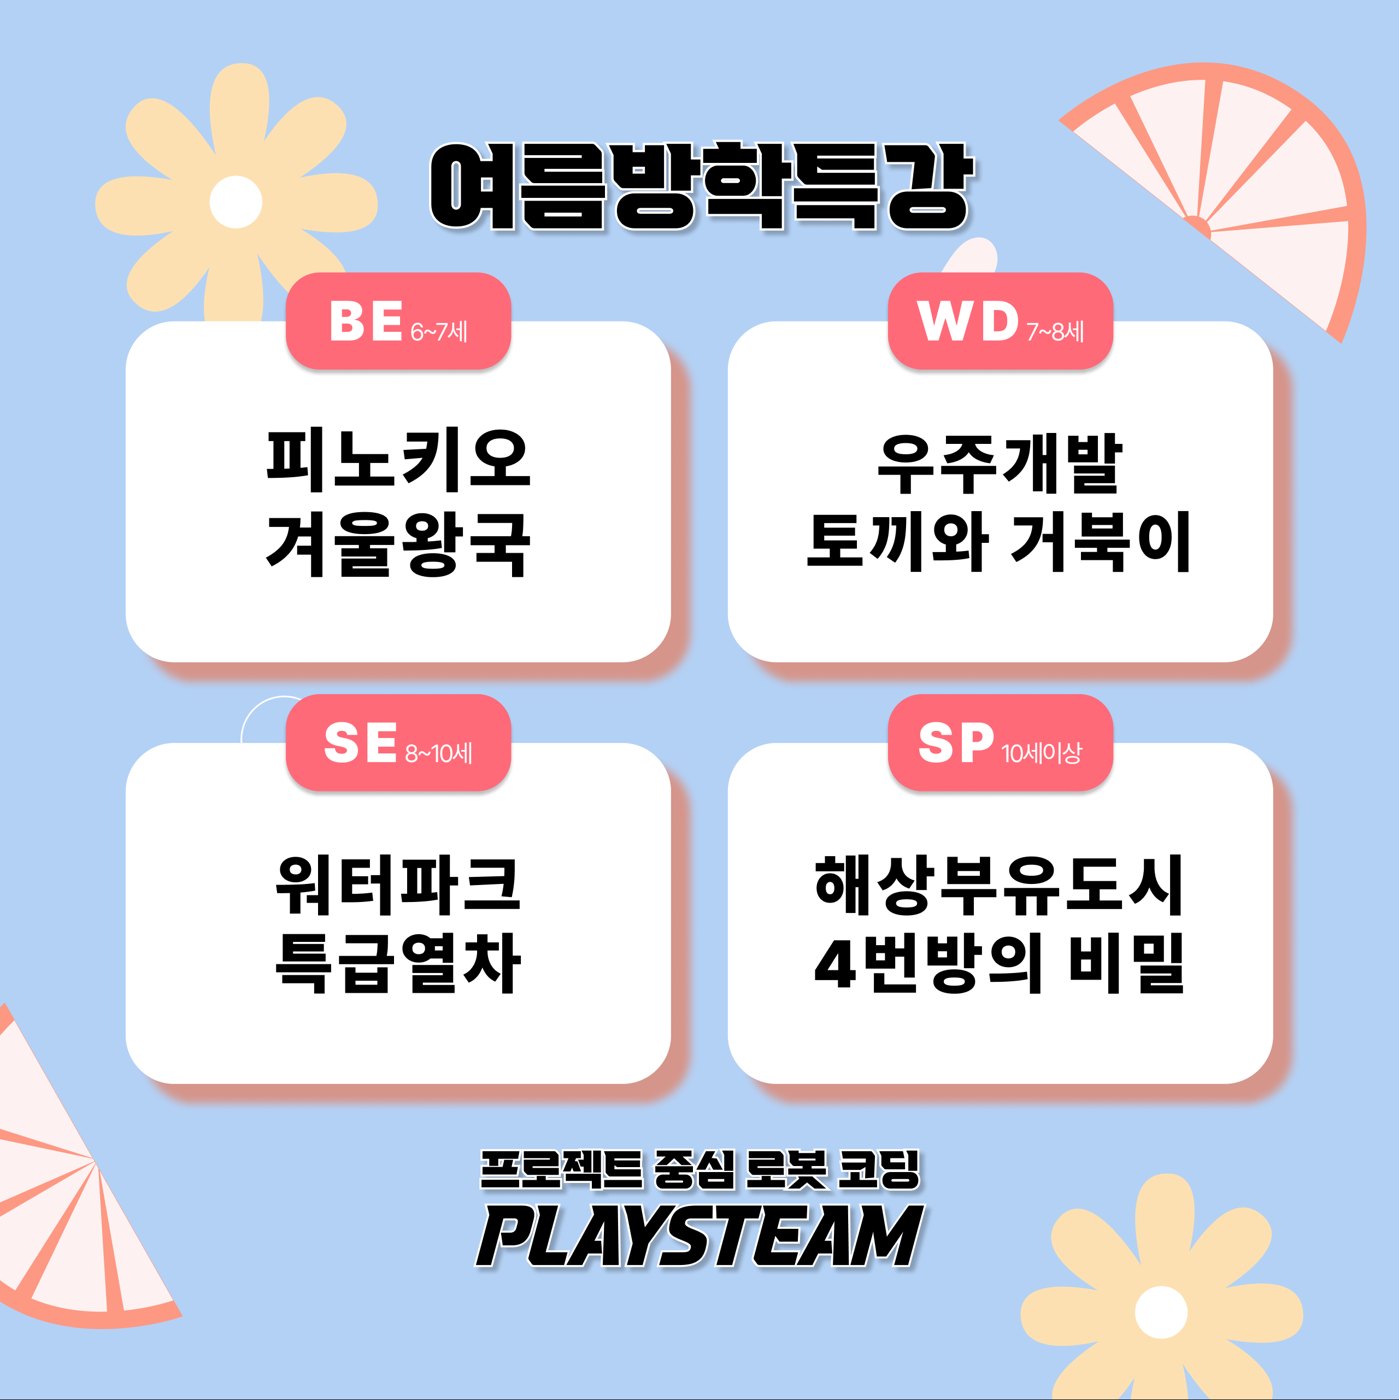 여름방학특강
BE 6~7세
피노키오
겨울왕국
WD 7~8세
우주개발
토끼와 거북이
SE 8~10세
워터파크
특급열차
SP 10세이상
해상부유도시
4번방의 비밀
프로젝트 중심 로봇 코딩
PLAYSTEAM